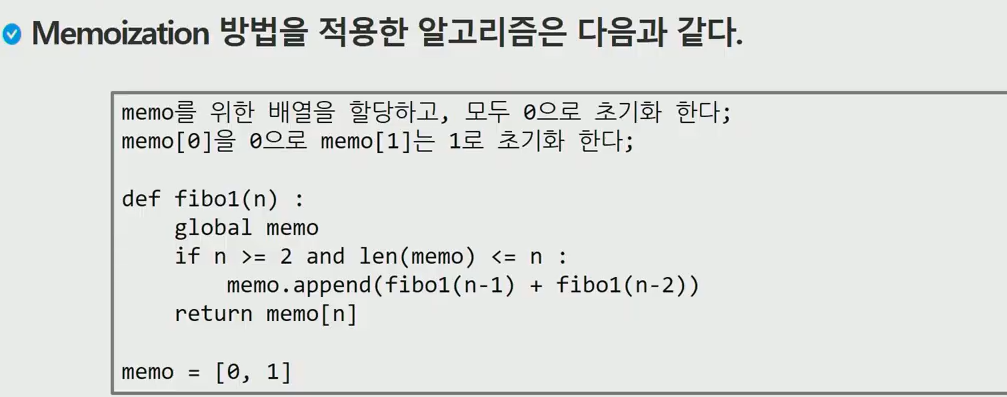 Memoization 방법을 적용한 알고리즘은 다음과 같다.
memo를 위한 배열을 할당하고, 모두 0으로 초기화 한다;
memo[0]을 0으로 memo[1]는 1로 초기화 한다;
def fibo1(n) :
    global memo
    if n >= 2 and len(memo) <= n :
        memo.append(fibo1(n-1) + fibo1(n-2))
    return memo[n]
memo = [0, 1]